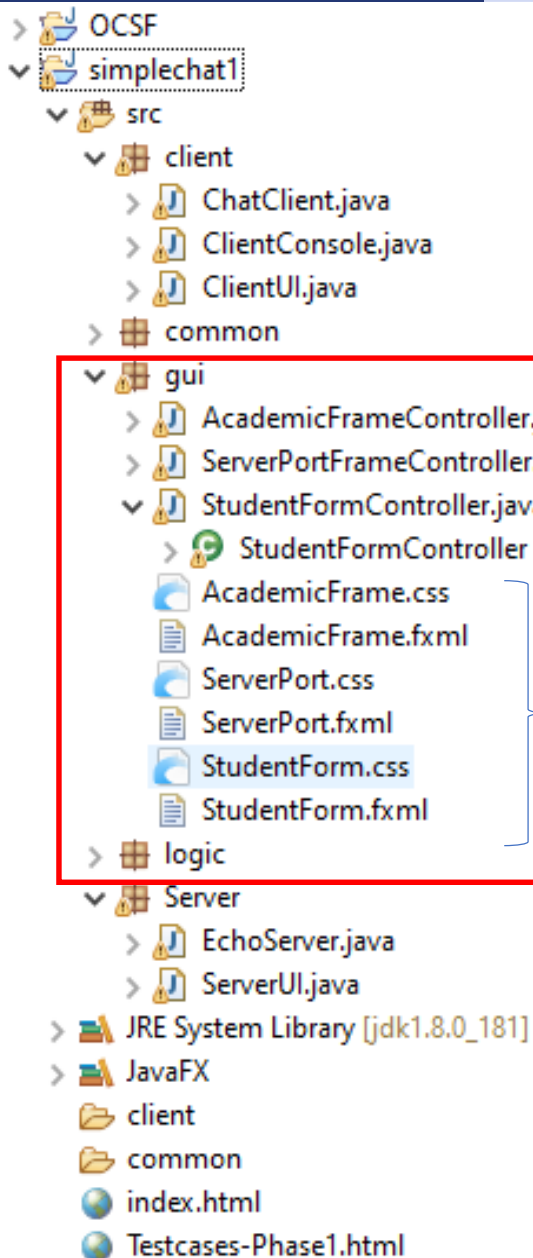 OCSF
simplechat1
src
client
ChatClient.java
ClientConsole.java
ClientUI.java
common
gui
AcademicFrameController.
ServerPortFrameController
StudentFormController.jav
StudentFormController
AcademicFrame.css
AcademicFrame.fxml
ServerPort.css
ServerPort.fxml
StudentForm.css
StudentForm.fxml
logic
Server
EchoServer.java
ServerUI.java
JRE System Library [jdk1.8.0_181]
JavaFX
client
common
index.html
Testcases-Phase1.html